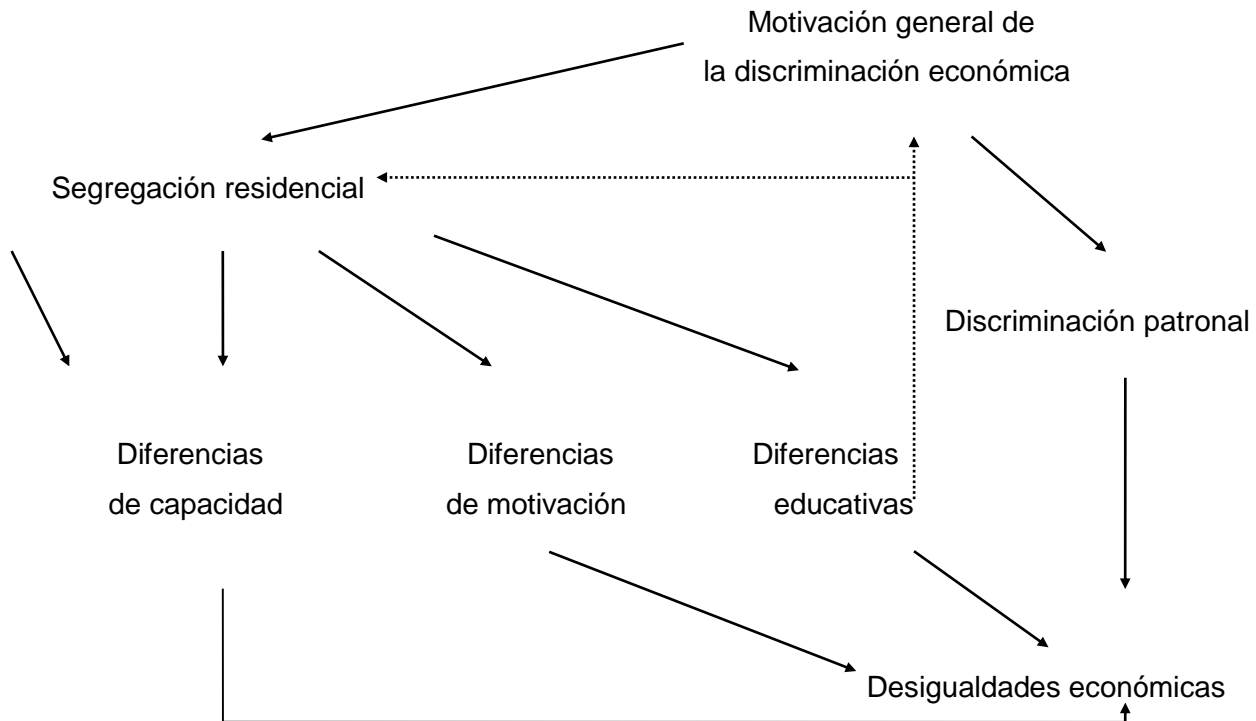 Motivación general de
la discriminación económica
Segregación residencial
Discriminación patronal
Diferencias
de capacidad
Diferencias
de motivación
Diferencias
educativas
Desigualdades económicas